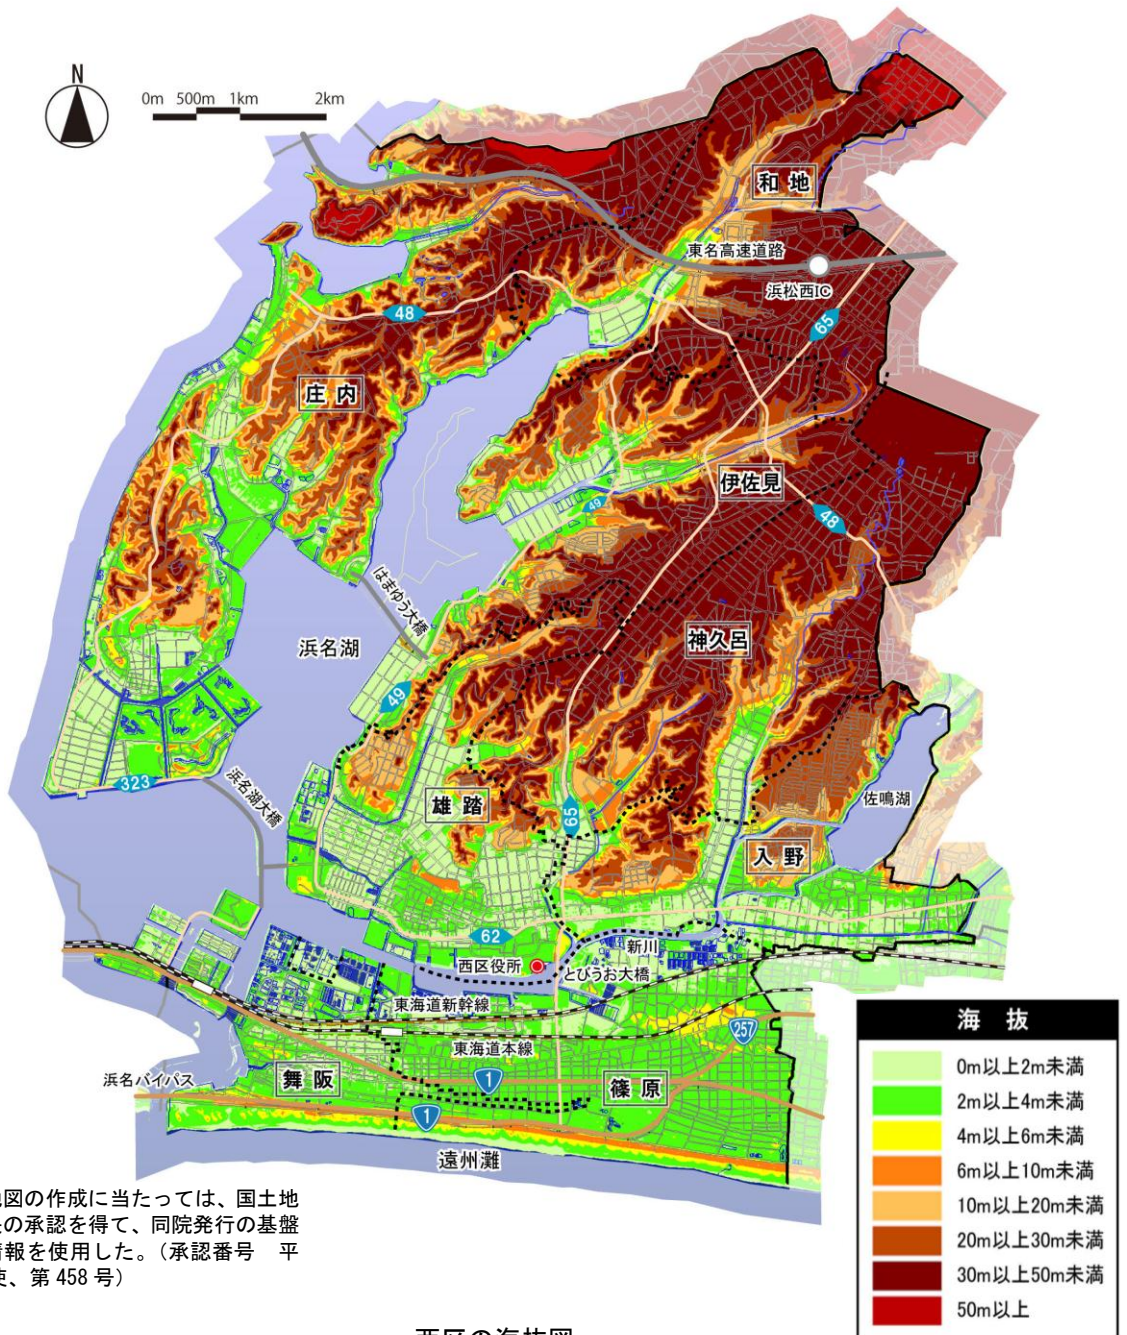 N
0m 500m 1km 2km
和地
東名高速道路
浜松西IC
48
65
庄内
伊佐見
49
48
はまゆう大橋
浜名湖
神久呂
49
323
浜名湖大橋
雄踏
65
佐鳴湖
入野
62
新川
西区役所
とびうお大橋
東海道新幹線
257
東海道本線
浜名バイパス
舞阪
1
篠原
1
遠州灘
海抜
0m以上2m未満
2m以上4m未満
4m以上6m未満
6m以上10m未満
10m以上20m未満
20m以上30m未満
30m以上50m未満
50m以上
図の作成に当たっては、国土地
の承認を得て、同院発行の基盤
情報を使用した。（承認番号 平
、第 458 号）
西区の海抜図